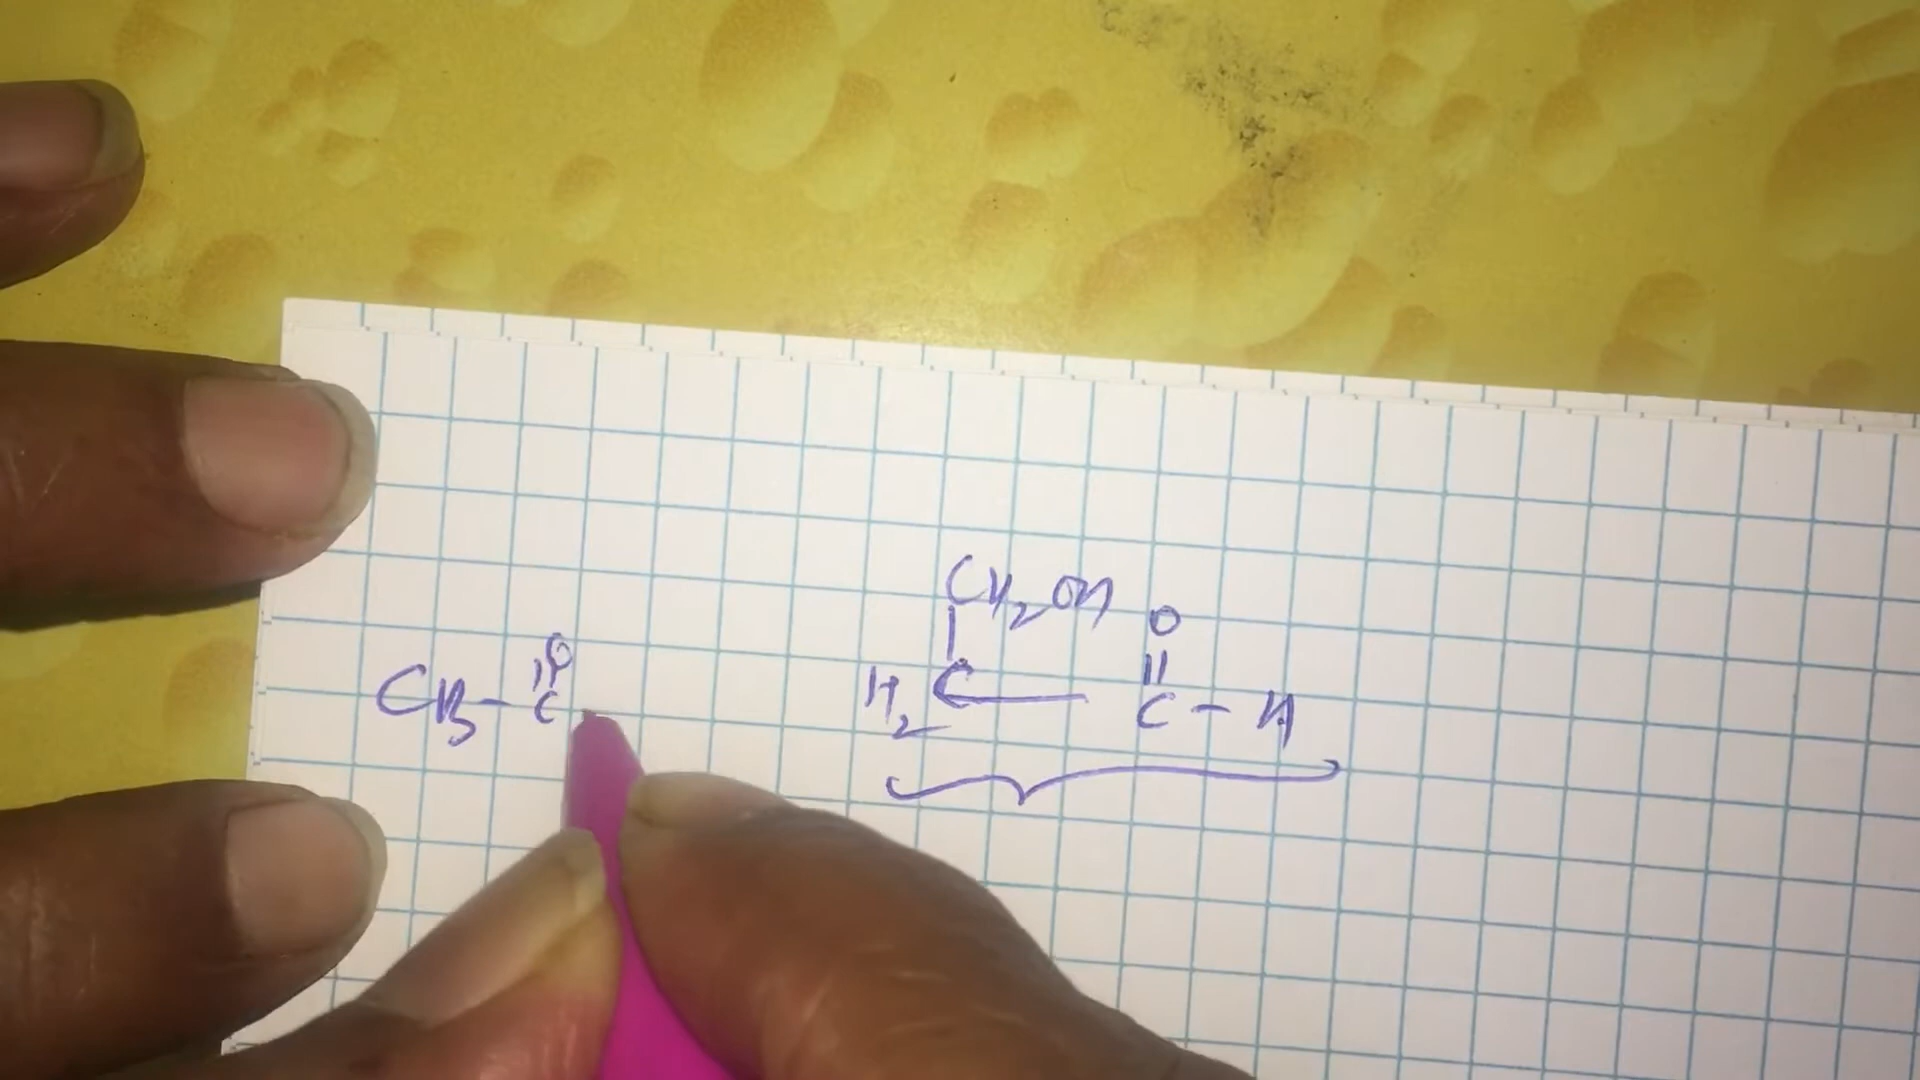 CH2OH
O
||
O
||
CH3-C
H2C — C-H